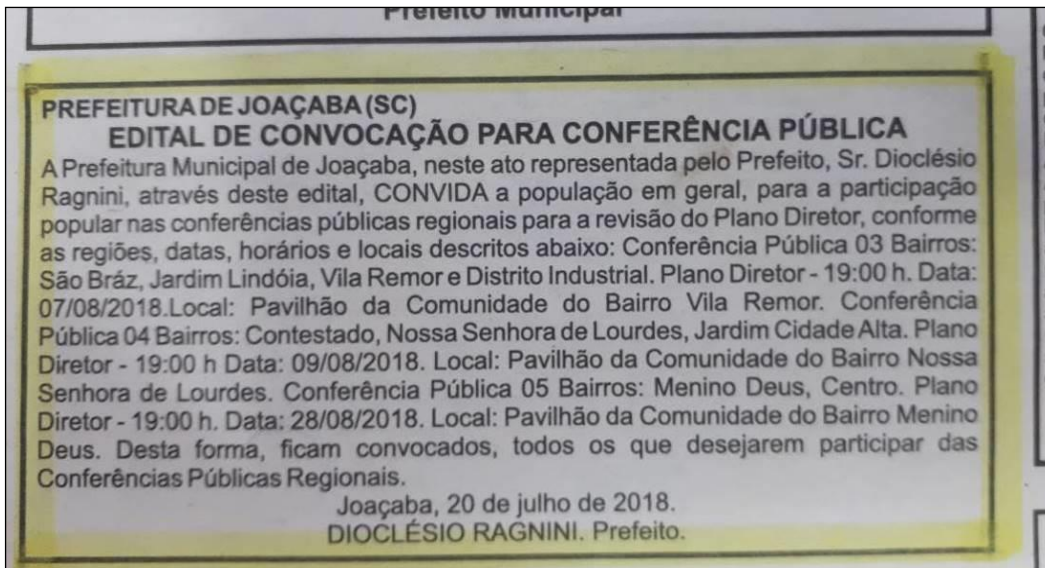 Prefeito Municipal
PREFEITURA DE JOAÇABA (SC)
EDITAL DE CONVOCAÇÃO PARA CONFERÊNCIA PÚBLICA
A Prefeitura Municipal de Joaçaba, neste ato representada pelo Prefeito, Sr. Dioclésio
Ragnini, através deste edital, CONVIDA a população em geral, para a participação
popular nas conferências públicas regionais para a revisão do Plano Diretor, conforme
as regiões, datas, horários e locais descritos abaixo: Conferência Pública 03 Bairros:
São Bráz, Jardim Lindóia, Vila Remor e Distrito Industrial. Plano Diretor - 19:00 h. Data:
07/08/2018.Local: Pavilhão da Comunidade do Bairro Vila Remor. Conferência
Pública 04 Bairros: Contestado, Nossa Senhora de Lourdes, Jardim Cidade Alta. Plano
Diretor - 19:00 h Data: 09/08/2018. Local: Pavilhão da Comunidade do Bairro Nossa
Senhora de Lourdes. Conferência Pública 05 Bairros: Menino Deus, Centro. Plano
Diretor - 19:00 h. Data: 28/08/2018. Local: Pavilhão da Comunidade do Bairro Menino
Deus. Desta forma, ficam convocados, todos os que desejarem participar das
Conferências Públicas Regionais.
Joaçaba, 20 de julho de 2018.
DIOCLÉSIO RAGNINI. Prefeito.